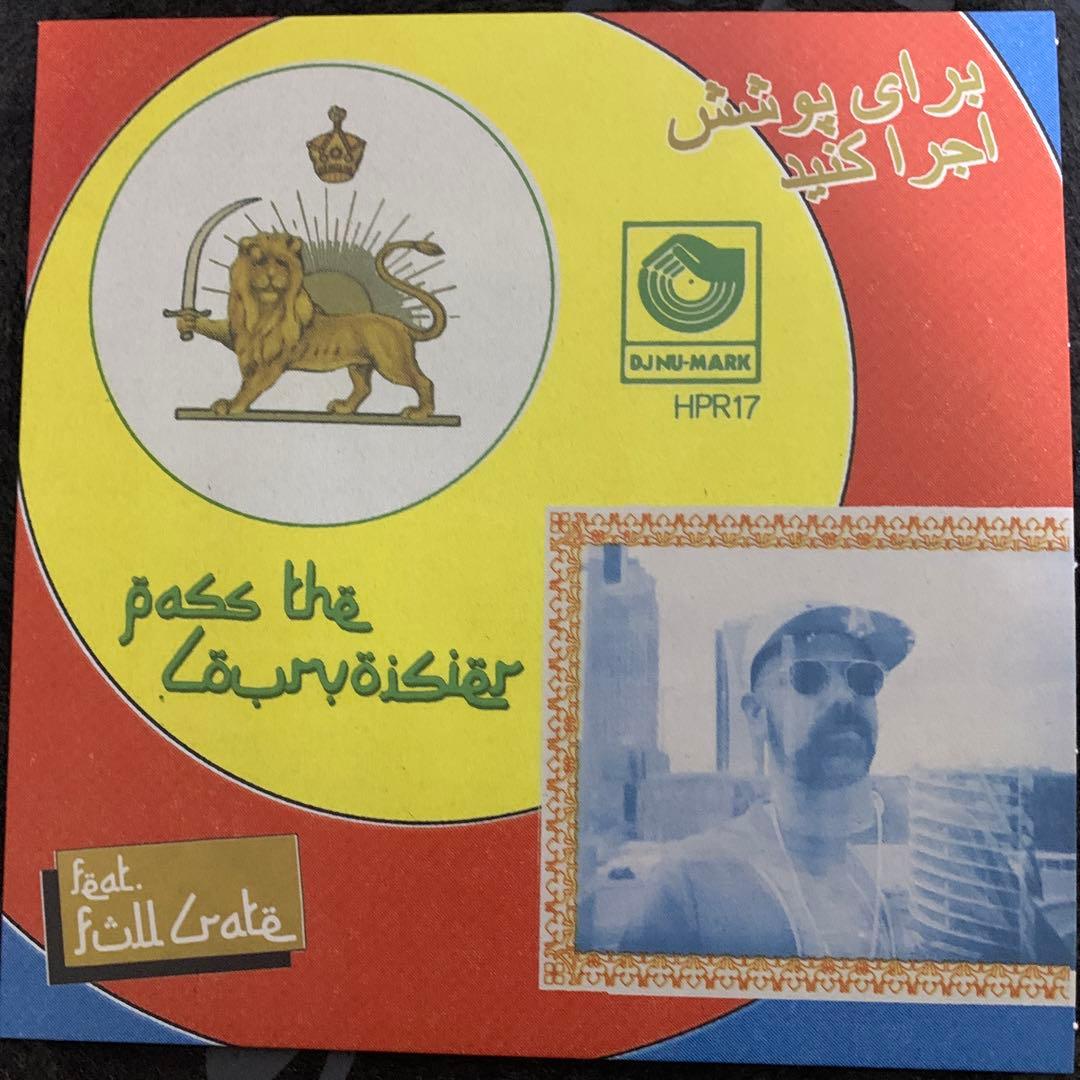 برای پوشش
اجرا کنید
DJ NU-MARK
HPR17
pass the
Courvoisier
feat.
full Crate